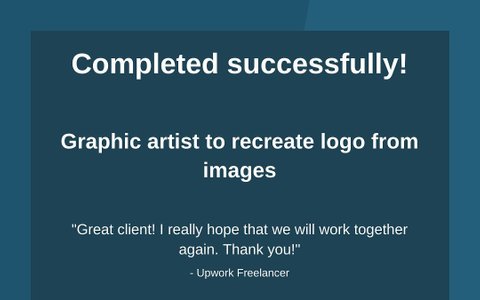 Completed successfully!
Graphic artist to recreate logo from
images
"Great client! I really hope that we will work together
again. Thank you!"
- Upwork Freelancer